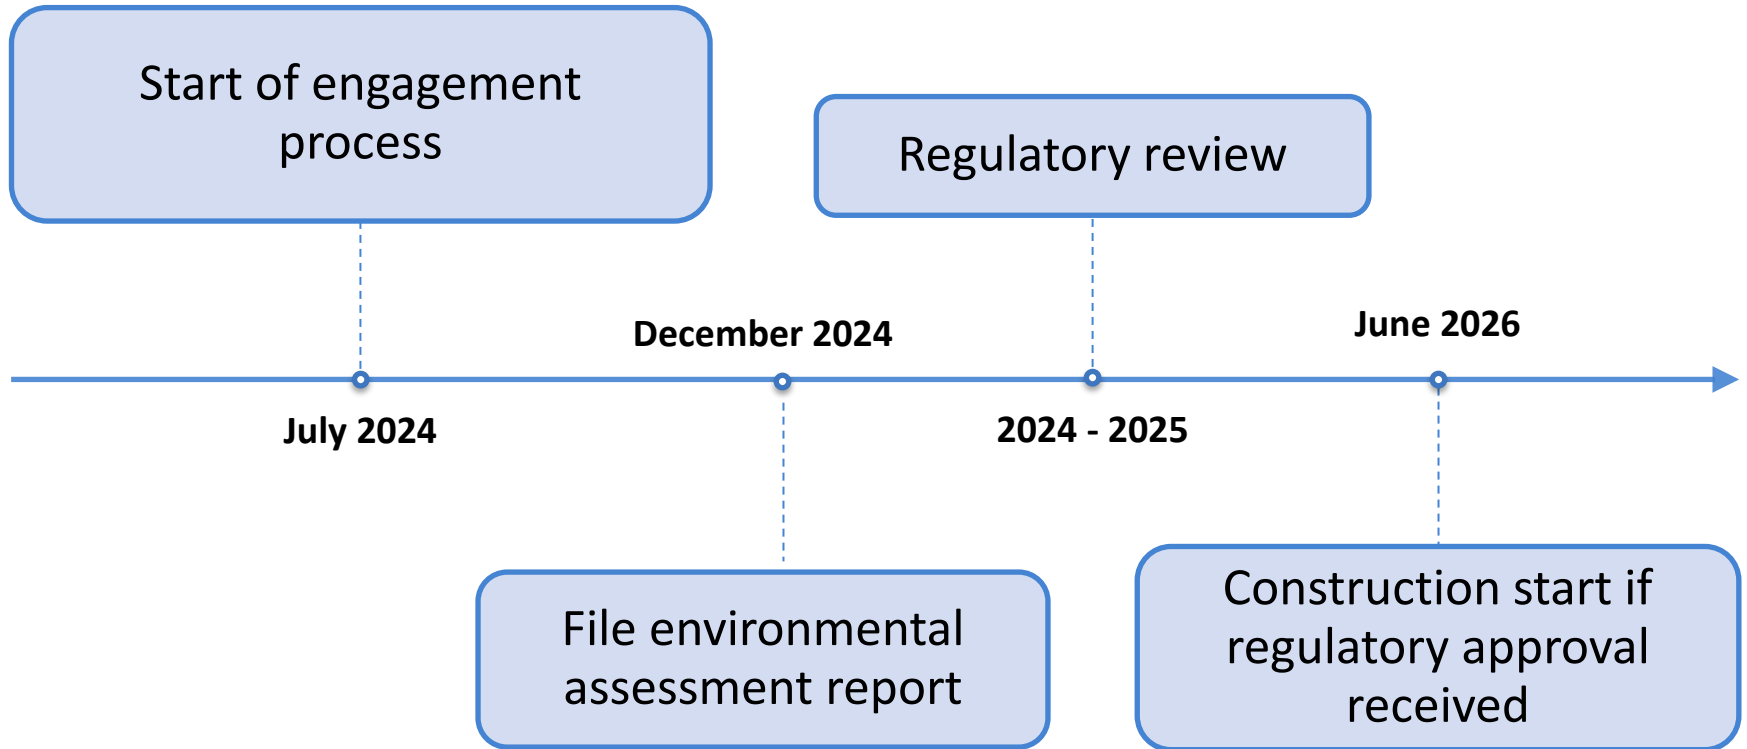 Start of engagement
process
July 2024
December 2024
File environmental
assessment report
Regulatory review
2024 - 2025
June 2026
Construction start if
regulatory approval
received